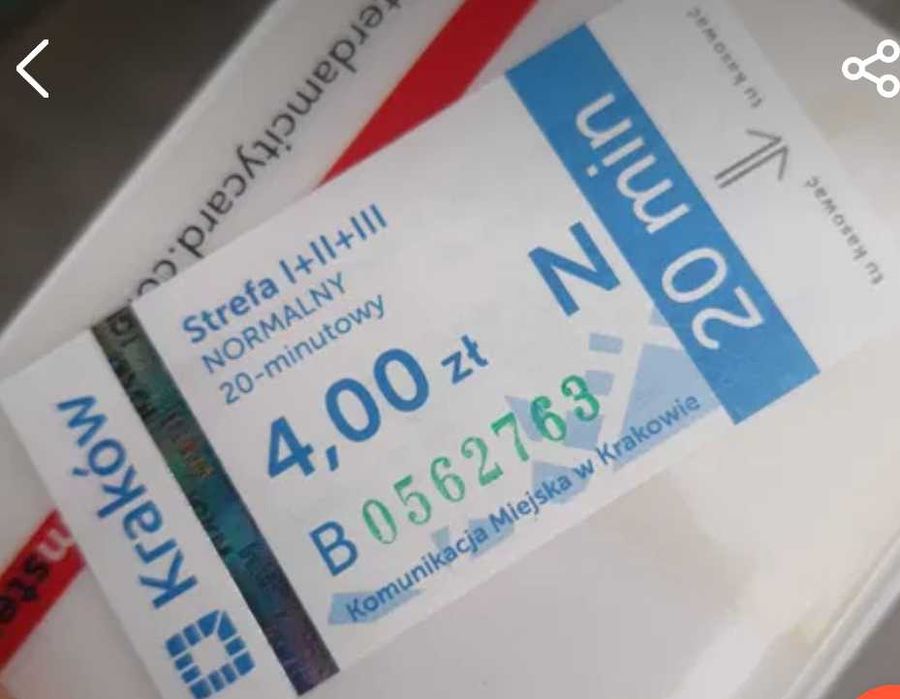 terdamcitycard.co
Strefa I+II+III
NORMALNY
20-minutowy
4,00 zł
N
B 0562763
Komunikacja Miejska w Krakowie
20 min
tu kasować
tu kasować
Kraków